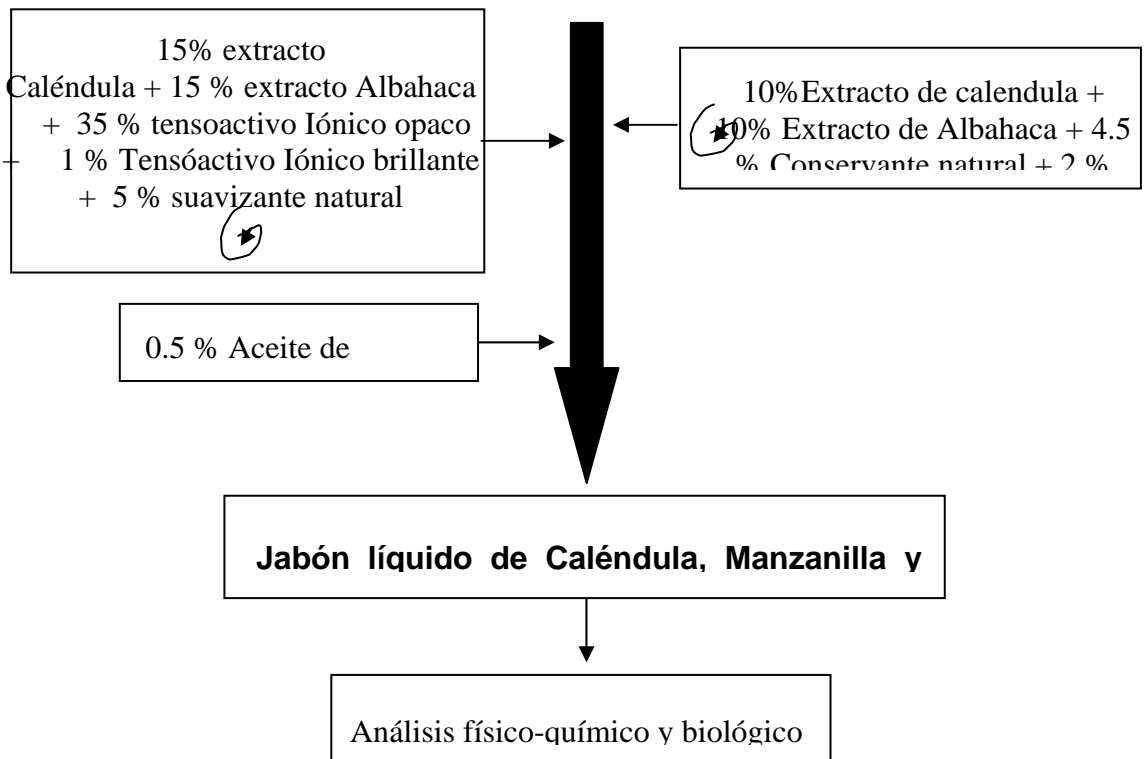 15% extracto
Caléndula + 15 % extracto Albahaca
+ 35 % tensoactivo Iónico opaco
+ 1 % Tensóactivo Iónico brillante
+ 5 % suavizante natural
10%Extracto de calendula +
10% Extracto de Albahaca + 4.5
% Conservante natural + 2 %
0.5 % Aceite de
Jabón líquido de Caléndula, Manzanilla y
Análisis físico-químico y biológico